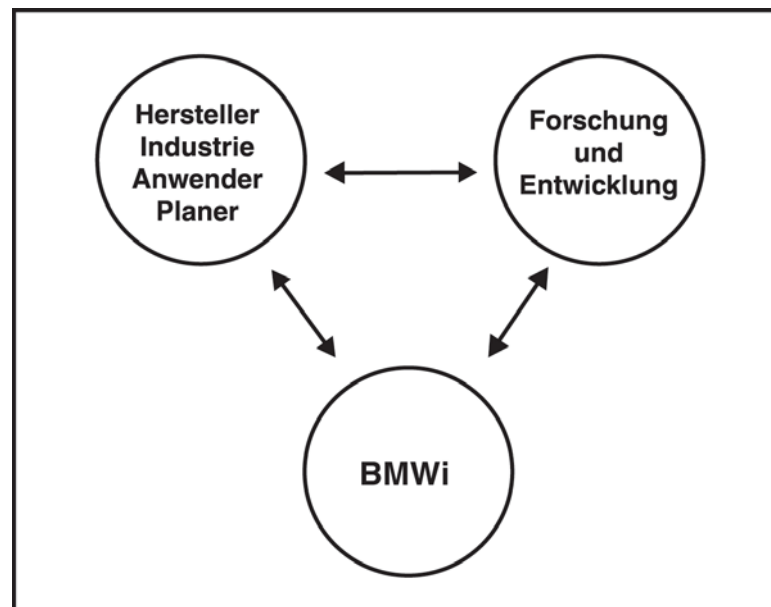 Hersteller
Industrie
Anwender
Planer
Forschung
und
Entwicklung
BMWi